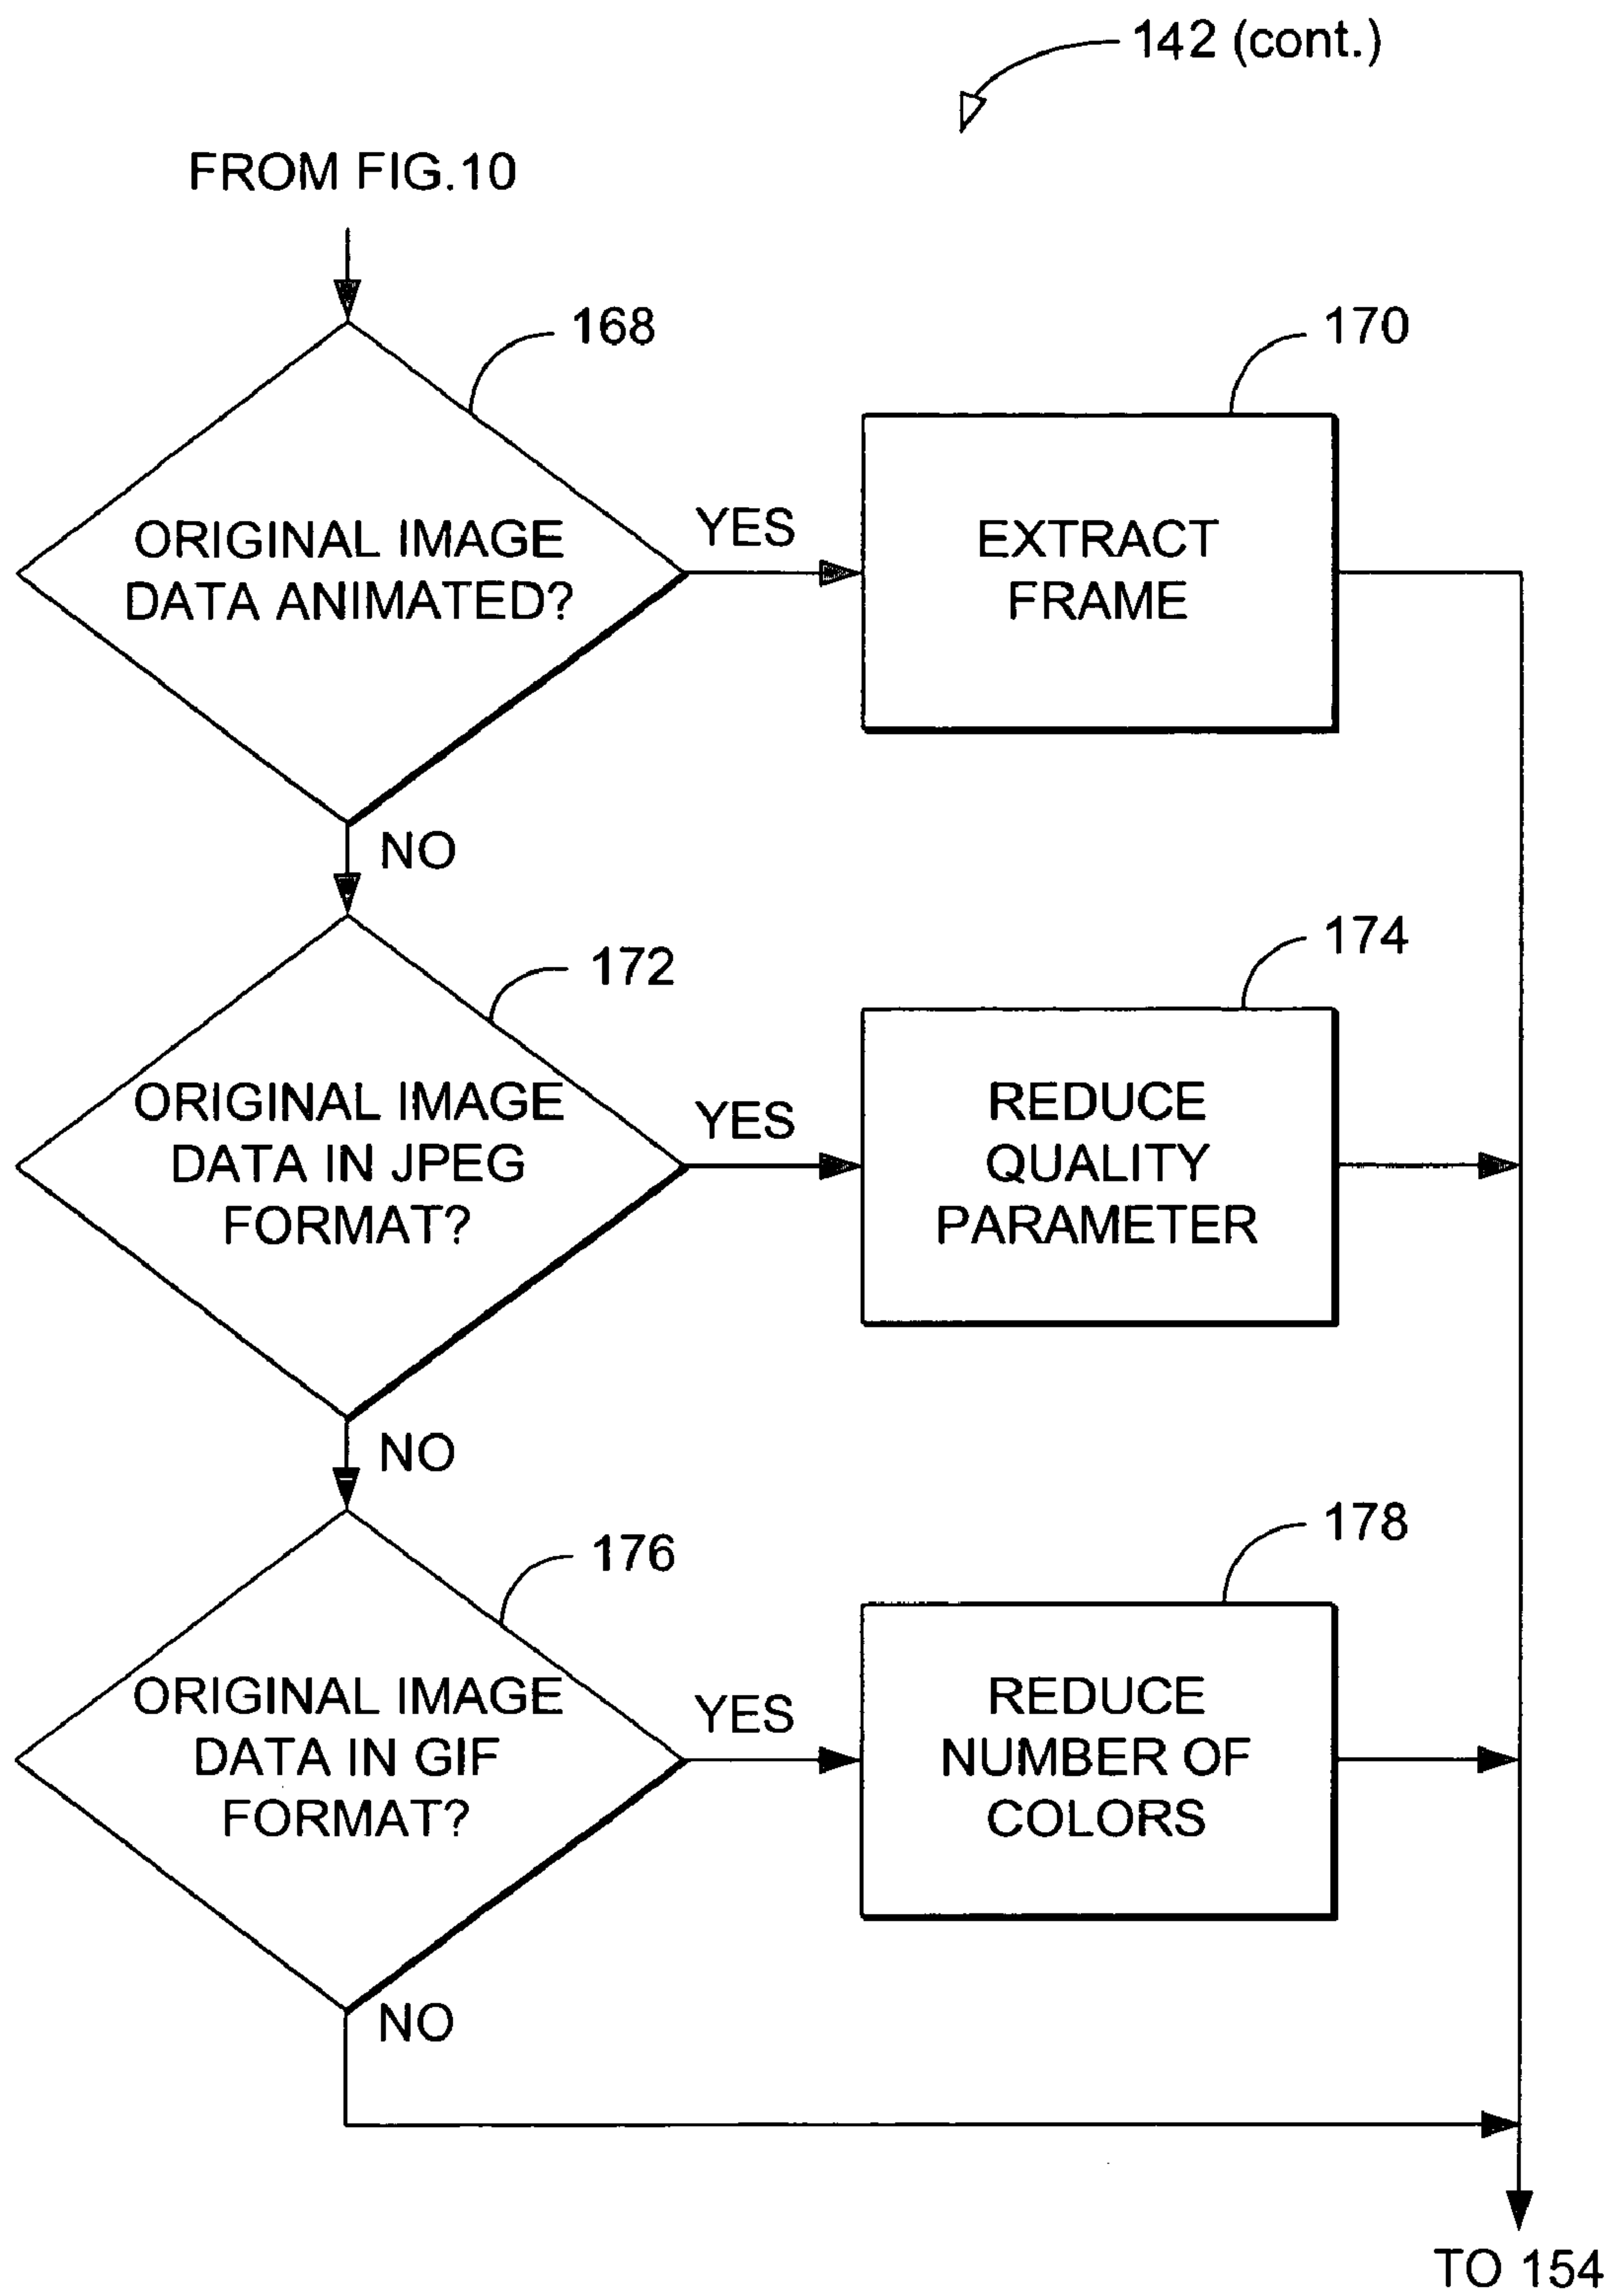 142 (cont.)
FROM FIG.10
168
170
ORIGINAL IMAGE
DATA ANIMATED?
YES
EXTRACT
FRAME
NO
172
174
ORIGINAL IMAGE
DATA IN JPEG
FORMAT?
YES
REDUCE
QUALITY
PARAMETER
NO
176
178
ORIGINAL IMAGE
DATA IN GIF
FORMAT?
YES
REDUCE
NUMBER OF
COLORS
NO
TO 154